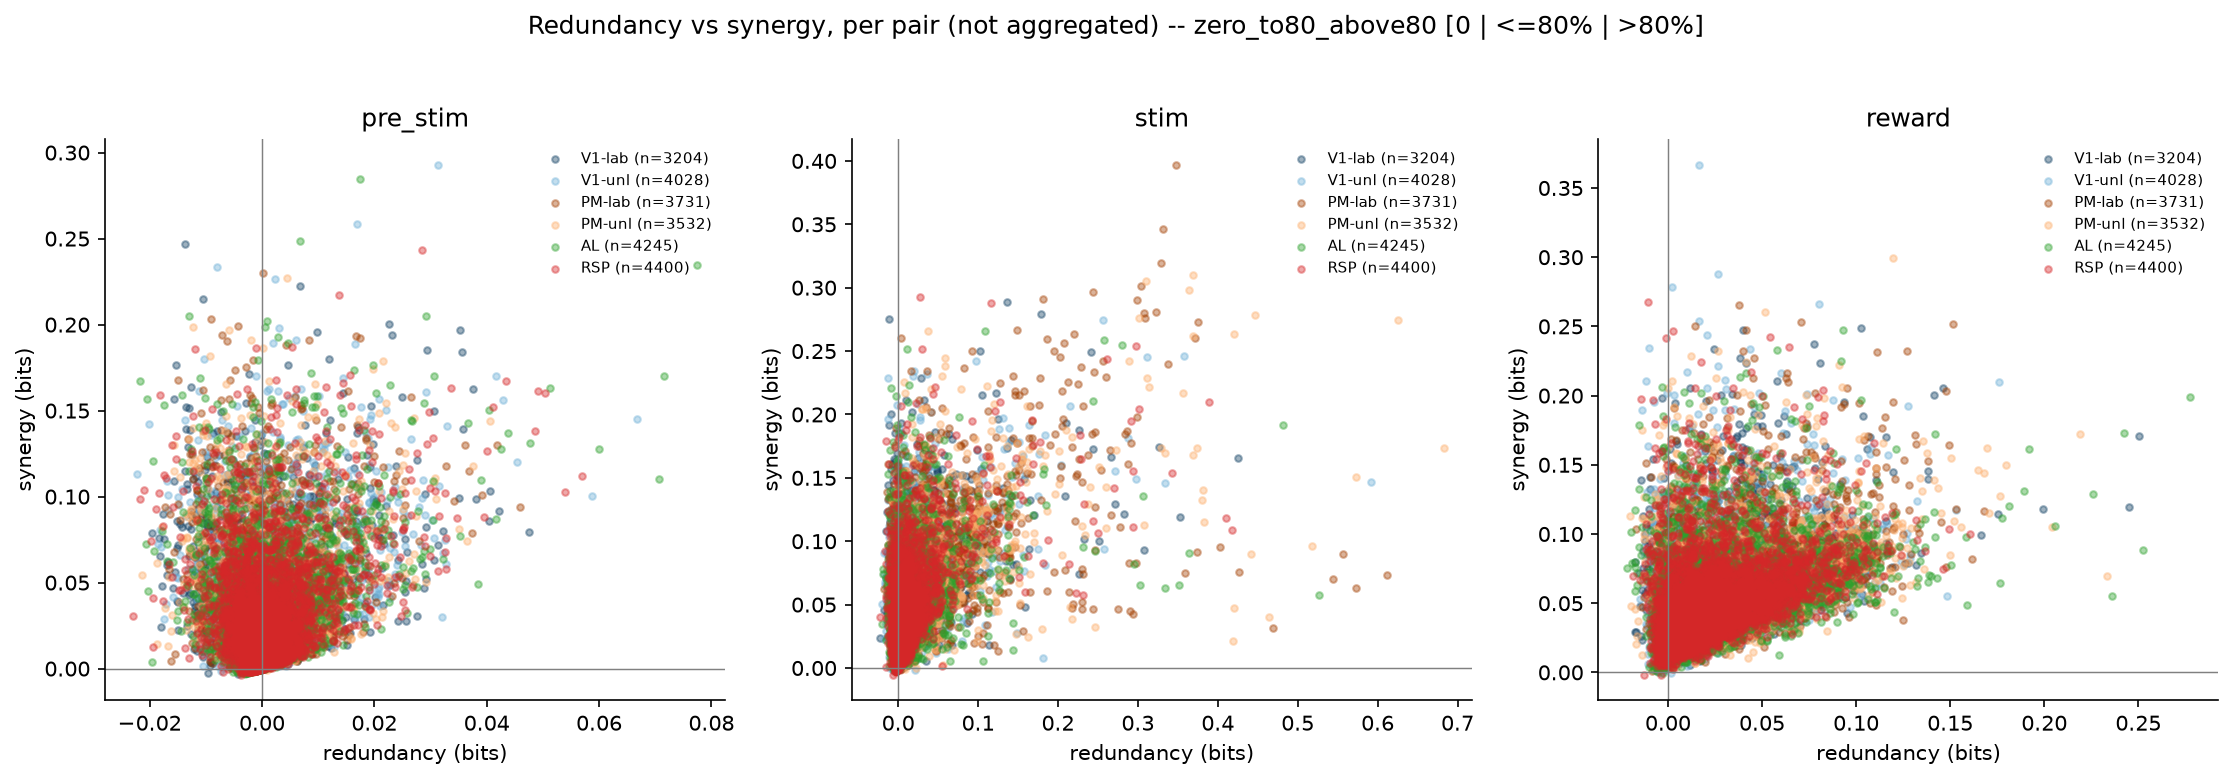 Redundancy vs synergy, per pair (not aggregated) -- zero_to80_above80 [0 | <=80% | >80%]
pre_stim
synergy (bits)
0.30
0.25
0.20
0.15
0.10
0.05
0.00
−0.02 0.00 0.02 0.04 0.06 0.08
redundancy (bits)
V1-lab (n=3204)
V1-unl (n=4028)
PM-lab (n=3731)
PM-unl (n=3532)
AL (n=4245)
RSP (n=4400)
stim
synergy (bits)
0.40
0.35
0.30
0.25
0.20
0.15
0.10
0.05
0.00
0.0 0.1 0.2 0.3 0.4 0.5 0.6 0.7
redundancy (bits)
V1-lab (n=3204)
V1-unl (n=4028)
PM-lab (n=3731)
PM-unl (n=3532)
AL (n=4245)
RSP (n=4400)
reward
synergy (bits)
0.35
0.30
0.25
0.20
0.15
0.10
0.05
0.00
0.00 0.05 0.10 0.15 0.20 0.25
redundancy (bits)
V1-lab (n=3204)
V1-unl (n=4028)
PM-lab (n=3731)
PM-unl (n=3532)
AL (n=4245)
RSP (n=4400)